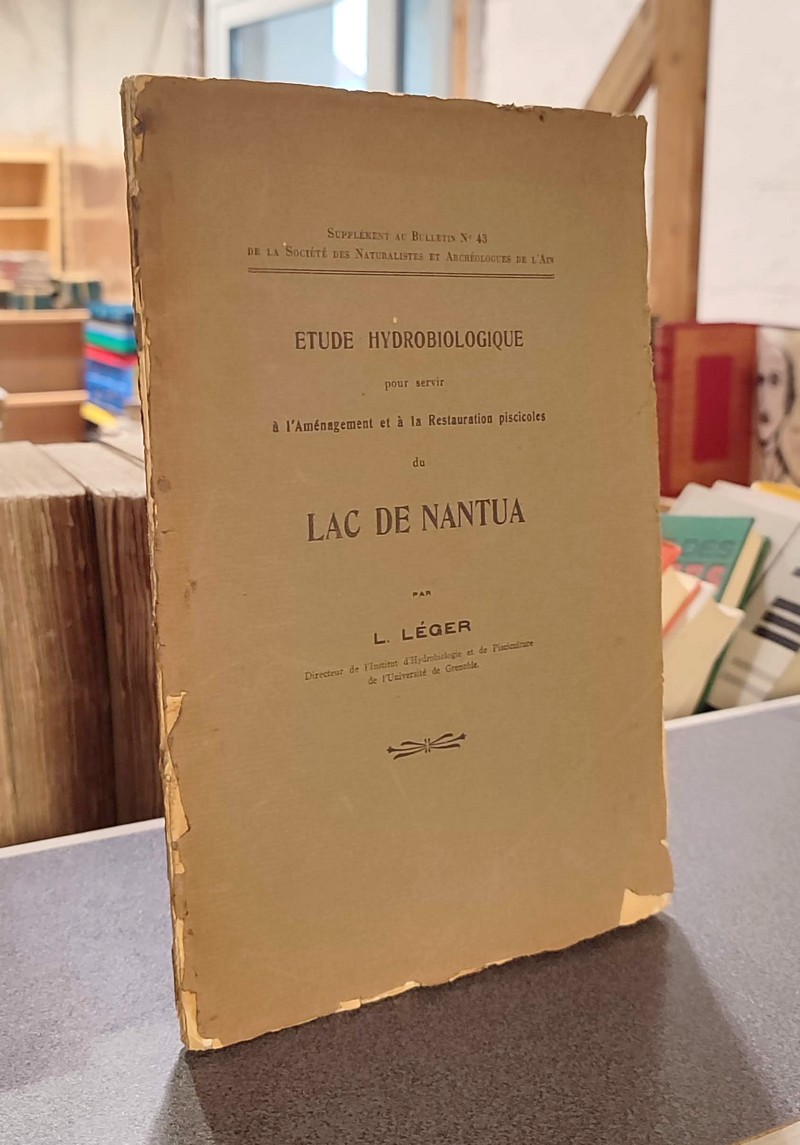 Supplément au Bulletin N° 43
de la Société des Naturalistes et Archéologues de l'Ain
ETUDE HYDROBIOLOGIQUE
pour servir
à l'Aménagement et à la Restauration piscicoles
du
LAC DE NANTUA
PAR
L. LÉGER
Directeur de l'Institut d'Hydrobiologie et de Pisciculture
de l'Université de Grenoble.